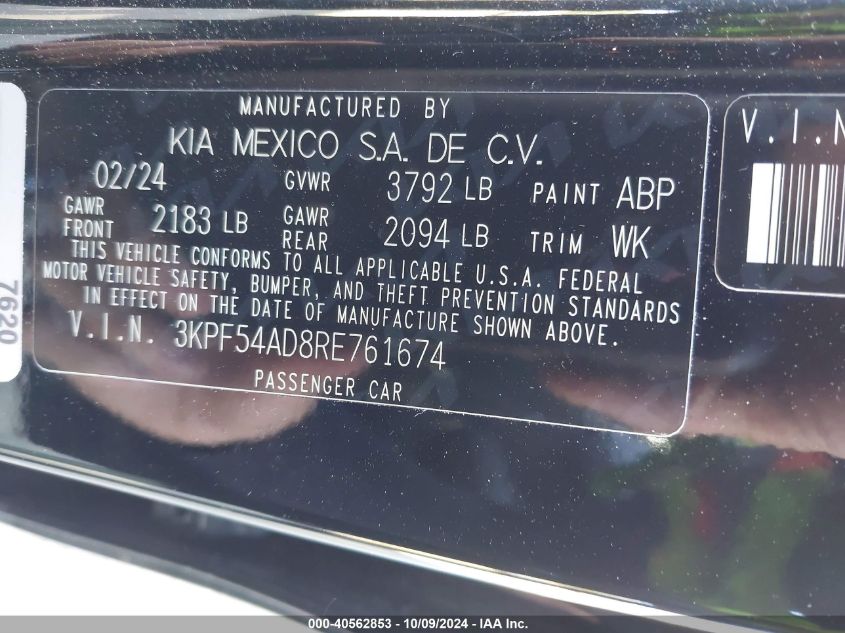 MANUFACTURED BY
KIA MEXICO S.A. DE C.V.
02/24 GVWR 3792 LB PAINT ABP
GAWR FRONT 2183 LB GAWR REAR 2094 LB TRIM WK
THIS VEHICLE CONFORMS TO ALL APPLICABLE U.S.A. FEDERAL
MOTOR VEHICLE SAFETY, BUMPER, AND THEFT PREVENTION STANDARDS
IN EFFECT ON THE DATE OF MANUFACTURE SHOWN ABOVE.
V.I.N. 3KPF54AD8RE761674
PASSENGER CAR
V.I.N
7620
000-40562853 - 10/09/2024 - IAA Inc.